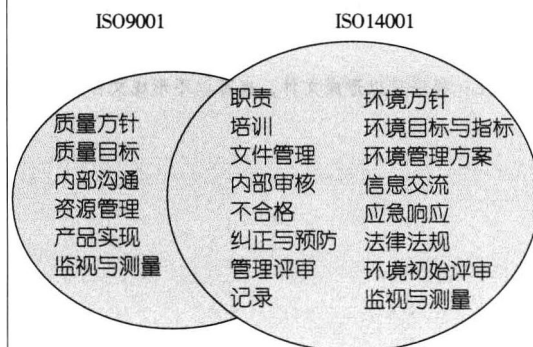 ISO9001
ISO14001
质量方针
质量目标
内部沟通
资源管理
产品实现
监视与测量
职责
培训
文件管理
内部审核
不合格
纠正与预防
管理评审
记录
环境方针
环境目标与指标
环境管理方案
信息交流
应急响应
法律法规
环境初始评审
监视与测量